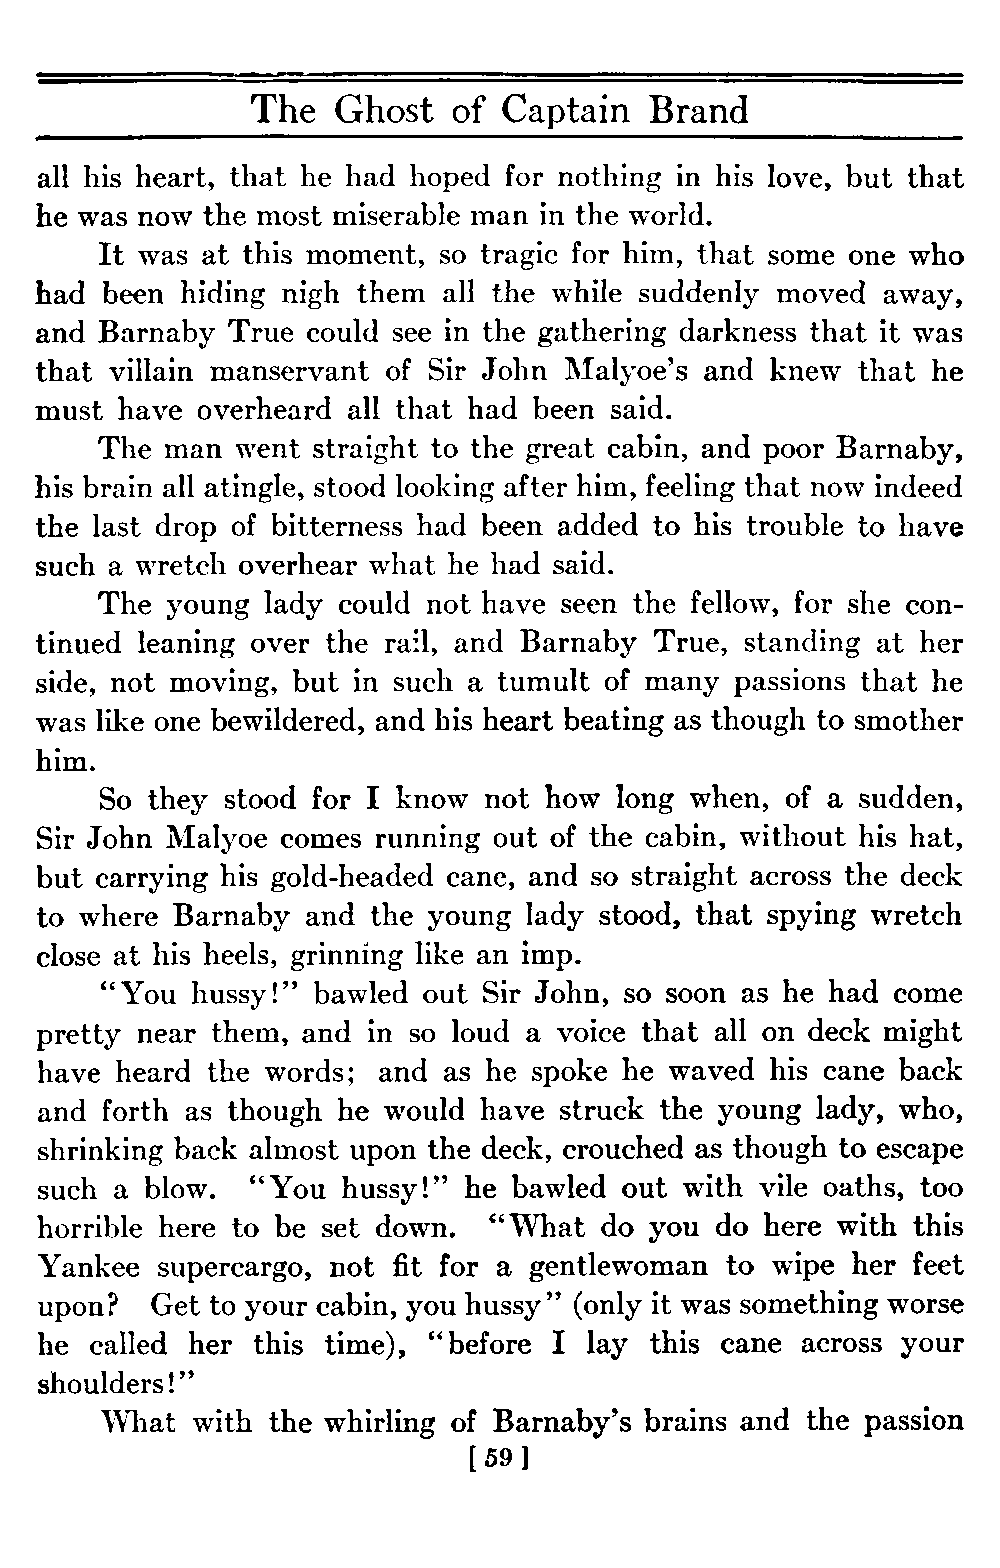 The Ghost of Captain Brand
all his heart, that he had hoped for nothing in his love, but that
he was now the most miserable man in the world.
It was at this moment, so tragic for him, that some one who
had been hiding nigh them all the while suddenly moved away,
and Barnaby True could see in the gathering darkness that it was
that villain manservant of Sir John Malyoe's and knew that he
must have overheard all that had been said.
The man went straight to the great cabin, and poor Barnaby,
his brain all atingle, stood looking after him, feeling that now indeed
the last drop of bitterness had been added to his trouble to have
such a wretch overhear what he had said.
The young lady could not have seen the fellow, for she con-
tinued leaning over the rail, and Barnaby True, standing at her
side, not moving, but in such a tumult of many passions that he
was like one bewildered, and his heart beating as though to smother
him.
So they stood for I know not how long when, of a sudden,
Sir John Malyoe comes running out of the cabin, without his hat,
but carrying his gold-headed cane, and so straight across the deck
to where Barnaby and the young lady stood, that spying wretch
close at his heels, grinning like an imp.
"You hussy!" bawled out Sir John, so soon as he had come
pretty near them, and in so loud a voice that all on deck might
have heard the words; and as he spoke he waved his cane back
and forth as though he would have struck the young lady, who,
shrinking back almost upon the deck, crouched as though to escape
such a blow. "You hussy!" he bawled out with vile oaths, too
horrible here to be set down. "What do you do here with this
Yankee supercargo, not fit for a gentlewoman to wipe her feet
upon? Get to your cabin, you hussy" (only it was something worse
he called her this time), "before I lay this cane across your
shoulders!"
What with the whirling of Barnaby's brains and the passion
[ 59 ]